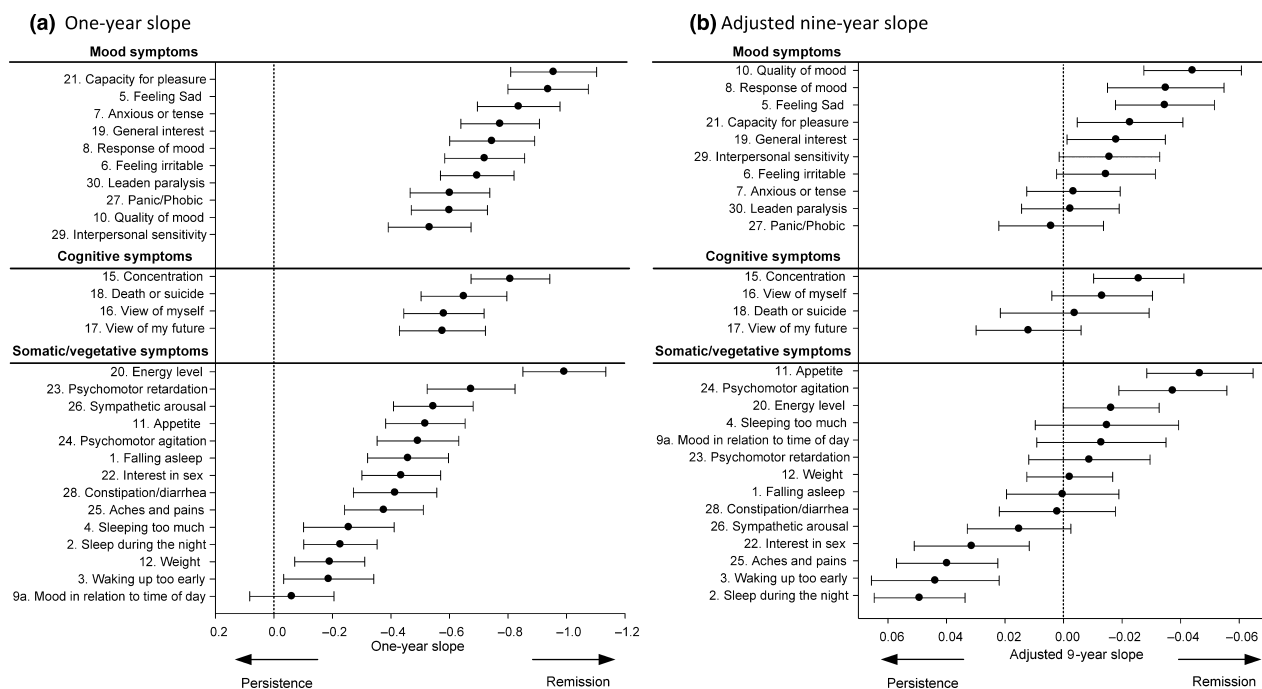 (a) One-year slope
Mood symptoms
21. Capacity for pleasure
5. Feeling Sad
7. Anxious or tense
19. General interest
8. Response of mood
6. Feeling irritable
30. Leaden paralysis
27. Panic/Phobic
10. Quality of mood
29. Interpersonal sensitivity
Cognitive symptoms
15. Concentration
18. Death or suicide
16. View of myself
17. View of my future
Somatic/vegetative symptoms
20. Energy level
23. Psychomotor retardation
26. Sympathetic arousal
11. Appetite
24. Psychomotor agitation
1. Falling asleep
22. Interest in sex
28. Constipation/diarrhea
25. Aches and pains
4. Sleeping too much
2. Sleep during the night
12. Weight
3. Waking up too early
9a. Mood in relation to time of day
0.2 0.0 –0.2 –0.4 –0.6 –0.8 –1.0 –1.2
One-year slope
Persistence Remission
(b) Adjusted nine-year slope
Mood symptoms
10. Quality of mood
8. Response of mood
5. Feeling Sad
21. Capacity for pleasure
19. General interest
29. Interpersonal sensitivity
6. Feeling irritable
7. Anxious or tense
30. Leaden paralysis
27. Panic/Phobic
Cognitive symptoms
15. Concentration
16. View of myself
18. Death or suicide
17. View of my future
Somatic/vegetative symptoms
11. Appetite
24. Psychomotor agitation
20. Energy level
4. Sleeping too much
9a. Mood in relation to time of day
23. Psychomotor retardation
12. Weight
1. Falling asleep
28. Constipation/diarrhea
26. Sympathetic arousal
22. Interest in sex
25. Aches and pains
3. Waking up too early
2. Sleep during the night
0.06 0.04 0.02 0.00 –0.02 –0.04 –0.06
Adjusted 9-year slope
Persistence Remission